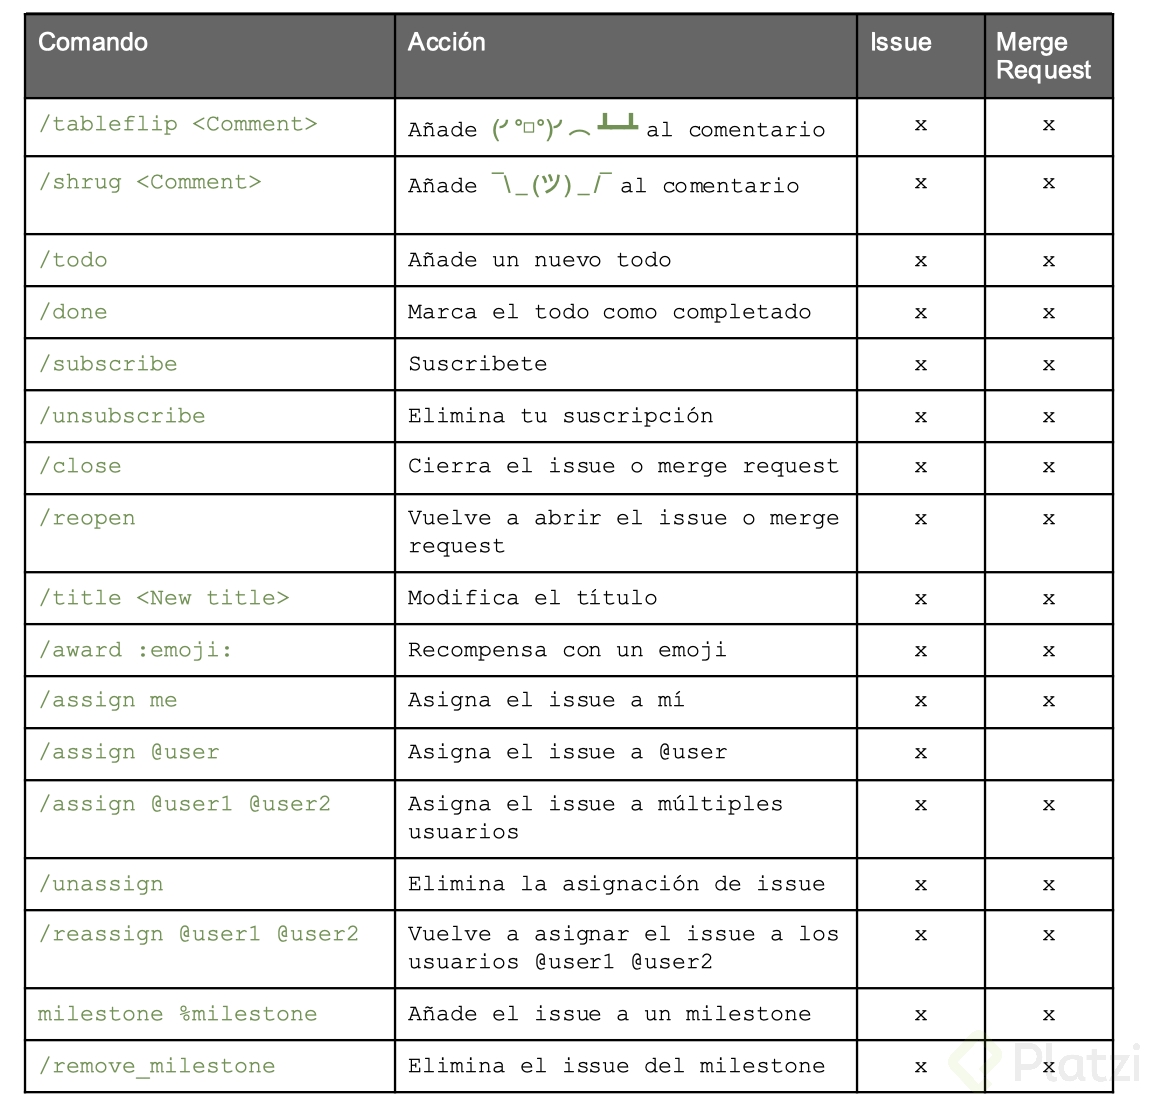 Comando Acción Issue Merge Request
/tableflip <Comment> Añade (╯°□°)╯︵ ┻━┻ al comentario x x
/shrug <Comment> Añade ¯\_(ツ)_/¯ al comentario x x
/todo Añade un nuevo todo x x
/done Marca el todo como completado x x
/subscribe Suscribete x x
/unsubscribe Elimina tu suscripción x x
/close Cierra el issue o merge request x x
/reopen Vuelve a abrir el issue o merge x x
request
/title <New title> Modifica el título x x
/award :emoji: Recompensa con un emoji x x
/assign me Asigna el issue a mí x x
/assign @user Asigna el issue a @user x
/assign @user1 @user2 Asigna el issue a múltiples x x
usuarios
/unassign Elimina la asignación de issue x x
/reassign @user1 @user2 Vuelve a asignar el issue a los x x
usuarios @user1 @user2
milestone %milestone Añade el issue a un milestone x x
/remove_milestone Elimina el issue del milestone x x
Platzi